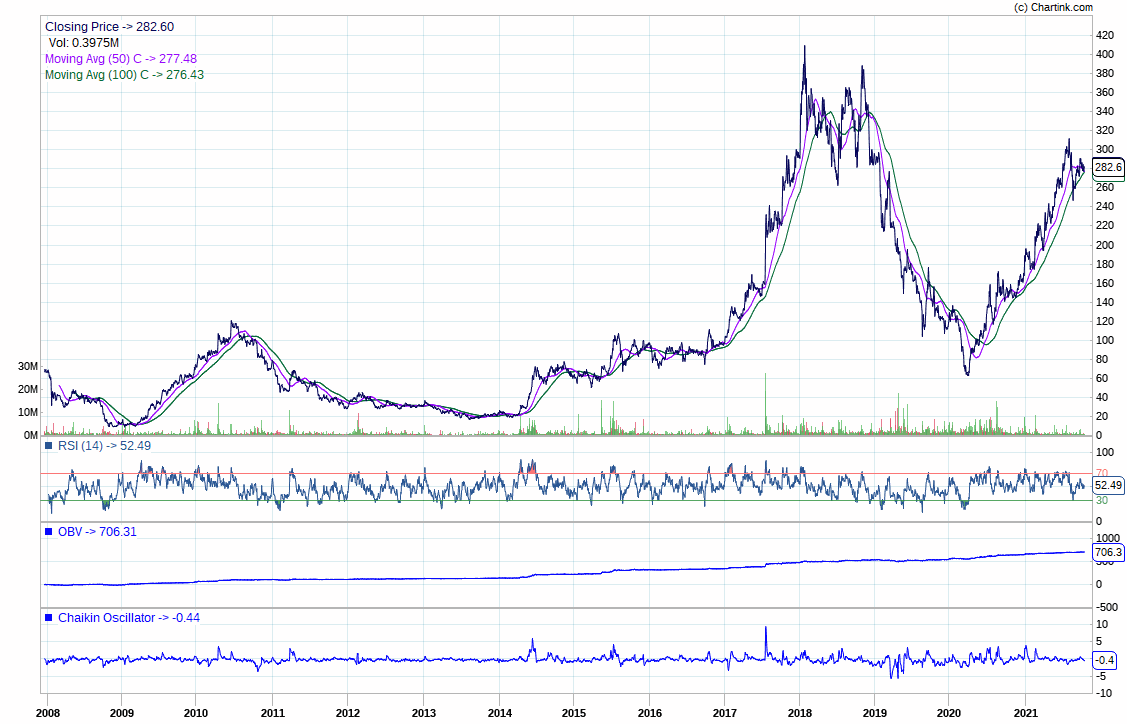 (c) Chartink.com
Closing Price -> 282.60
Vol: 0.3975M
Moving Avg (50) C -> 277.48
Moving Avg (100) C -> 276.43
420
400
380
360
340
320
300
282.6
260
240
220
200
180
160
140
120
100
80
60
40
20
0
30M
20M
10M
0M
RSI (14) -> 52.49
100
70
52.49
30
0
OBV -> 706.31
1000
706.3
500
0
-500
Chaikin Oscillator -> -0.44
10
5
-0.4
-5
-10
2008 2009 2010 2011 2012 2013 2014 2015 2016 2017 2018 2019 2020 2021